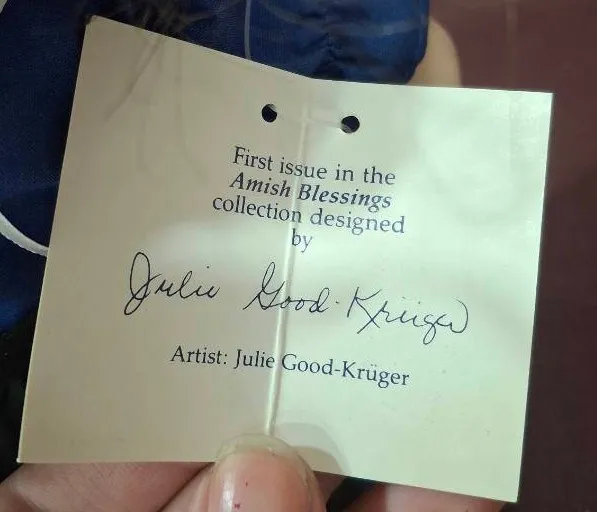 First issue in the
Amish Blessings
collection designed
by
Julie Good-Krüger
Artist: Julie Good-Krüger